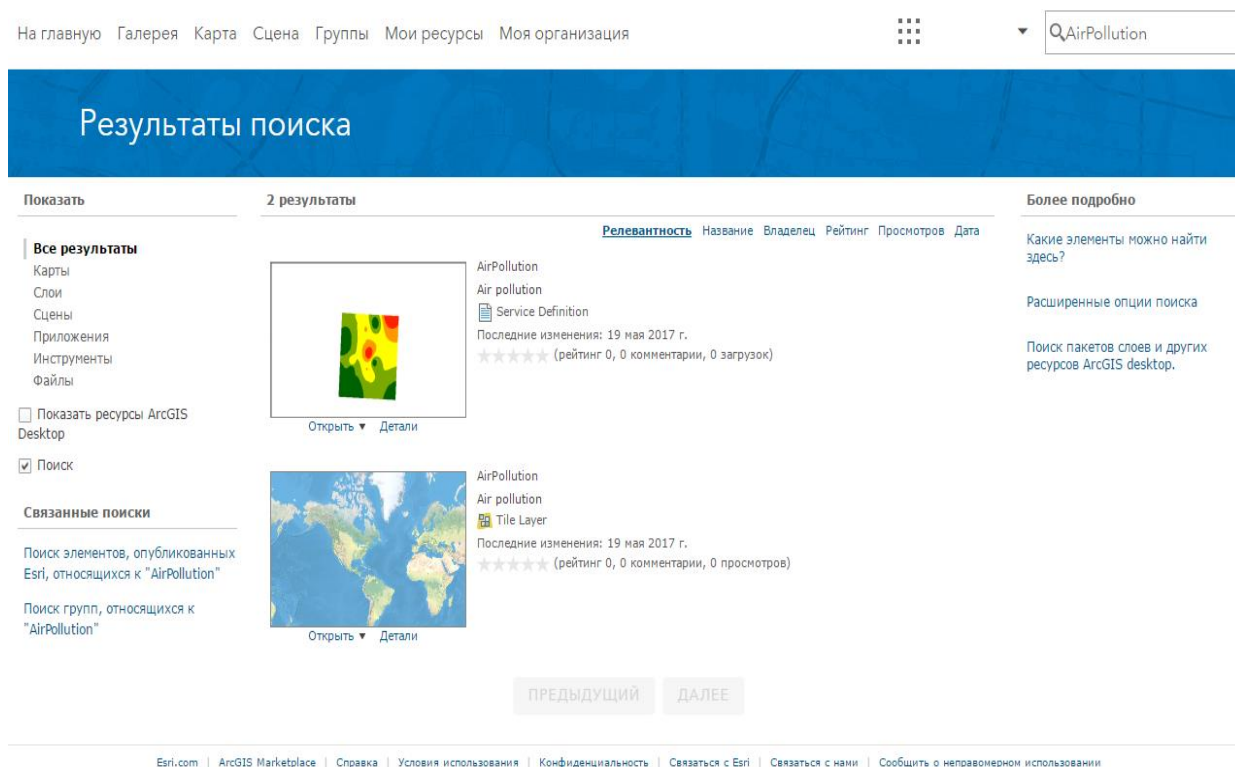 На главную Галерея Карта Сцена Группы Мои ресурсы Моя организация
AirPollution
Результаты поиска
Показать
Все результаты
Карты
Слои
Сцены
Приложения
Инструменты
Файлы
Показать ресурсы ArcGIS
Desktop
Поиск
Связанные поиски
Поиск элементов, опубликованных
Esri, относящихся к "AirPollution"
Поиск групп, относящихся к
"AirPollution"
2 результаты
Релевантность Название Владелец Рейтинг Просмотров Дата
AirPollution
Air pollution
Service Definition
Последние изменения: 19 мая 2017 г.
(рейтинг 0, 0 комментарии, 0 загрузок)
Открыть Детали
AirPollution
Air pollution
Tile Layer
Последние изменения: 19 мая 2017 г.
(рейтинг 0, 0 комментарии, 0 просмотров)
Открыть Детали
ПРЕДЫДУЩИЙ ДАЛЕЕ
Более подробно
Какие элементы можно найти
здесь?
Расширенные опции поиска
Поиск пакетов слоев и других
ресурсов ArcGIS desktop.
Esri.com | ArcGIS Marketplace | Справка | Условия использования | Конфиденциальность | Связаться с Esri | Связаться с нами | Сообщить о неправомерном использовании